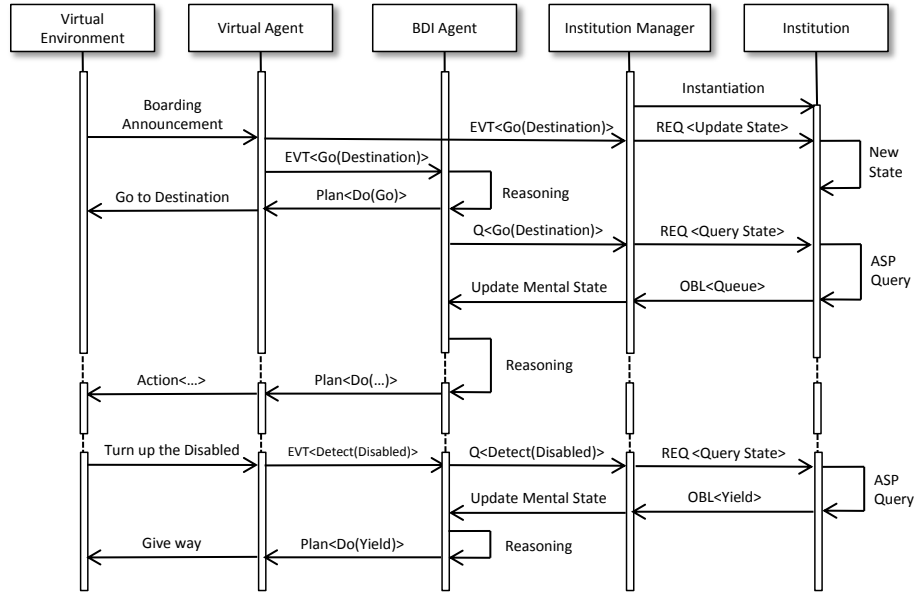 Virtual
Environment
Virtual Agent
BDI Agent
Institution Manager
Institution
Instantiation
Boarding
Announcement
EVT<Go(Destination)>
REQ <Update State>
New
State
EVT<Go(Destination)>
Reasoning
Go to Destination
Plan<Do(Go)>
Q<Go(Destination)>
REQ <Query State>
ASP
Query
Update Mental State
OBL<Queue>
Reasoning
Action<...>
Plan<Do(...)>
Turn up the Disabled
EVT<Detect(Disabled)>
Q<Detect(Disabled)>
REQ <Query State>
ASP
Query
Update Mental State
OBL<Yield>
Give way
Plan<Do(Yield)>
Reasoning